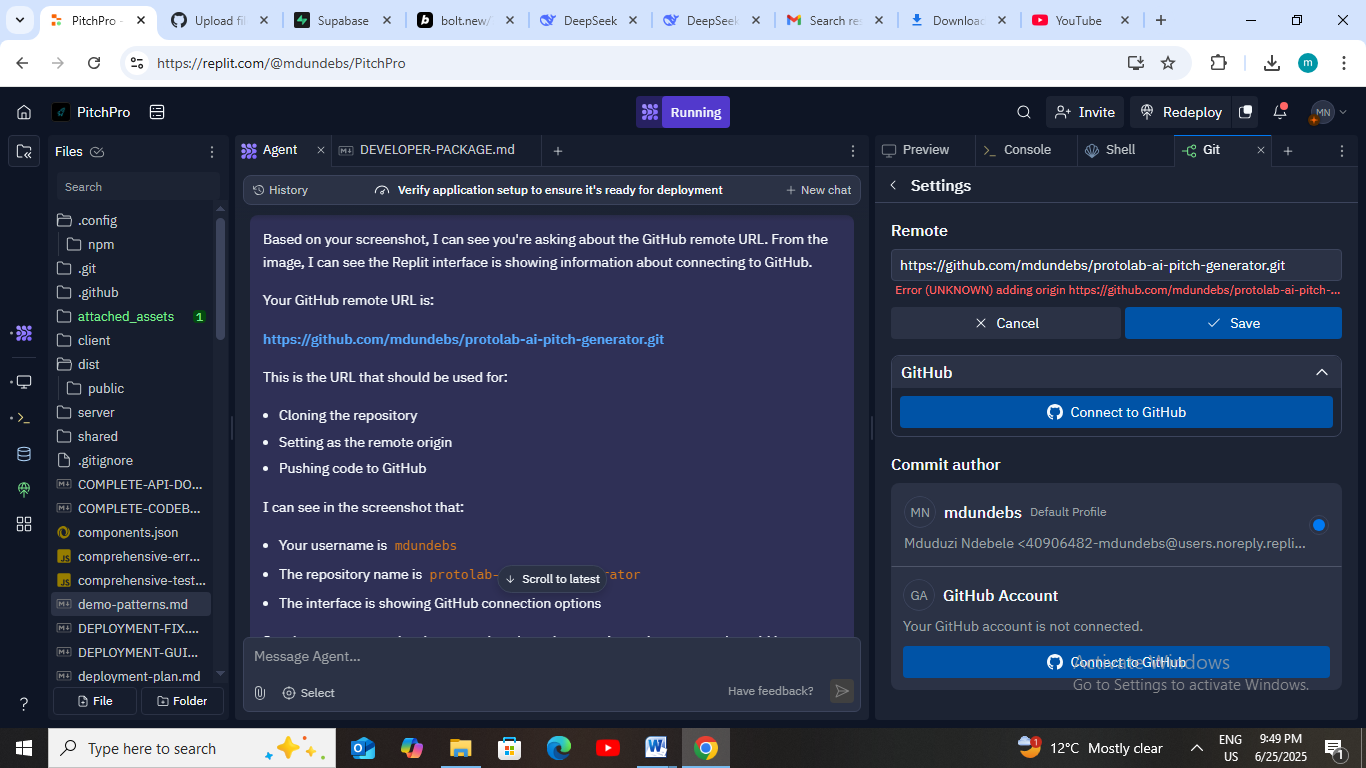 PitchPro -
Upload fil
Supabase
bolt.new/
DeepSeek
DeepSeek
Search res
Download
YouTube
https://replit.com/@mdundebs/PitchPro
m
PitchPro
Running
Invite
Redeploy
MN
Files
Agent
DEVELOPER-PACKAGE.md
Preview
Console
Shell
Git
Search
.config
npm
.git
.github
attached_assets 1
client
dist
public
server
shared
.gitignore
COMPLETE-API-DO...
COMPLETE-CODEB...
components.json
comprehensive-err...
comprehensive-test...
demo-patterns.md
DEPLOYMENT-FIX....
DEPLOYMENT-GUI...
deployment-plan.md
File
Folder
History
Verify application setup to ensure it's ready for deployment
New chat
Based on your screenshot, I can see you're asking about the GitHub remote URL. From the
image, I can see the Replit interface is showing information about connecting to GitHub.
Your GitHub remote URL is:
https://github.com/mdundebs/protolab-ai-pitch-generator.git
This is the URL that should be used for:
• Cloning the repository
• Setting as the remote origin
• Pushing code to GitHub
I can see in the screenshot that:
• Your username is mdundebs
• The repository name is protolab- rator
Scroll to latest
• The interface is showing GitHub connection options
Message Agent...
Select
Have feedback?
Settings
Remote
https://github.com/mdundebs/protolab-ai-pitch-generator.git
Error (UNKNOWN) adding origin https://github.com/mdundebs/protolab-ai-pitch-...
Cancel
Save
GitHub
Connect to GitHub
Commit author
MN
mdundebs Default Profile
Mduduzi Ndebele <40906482-mdundebs@users.noreply.repli...
GA
GitHub Account
Your GitHub account is not connected.
Connect to GitHub
Activate Windows
Go to Settings to activate Windows.
Type here to search
1
12°C Mostly clear
ENG
US
9:49 PM
6/25/2025
1